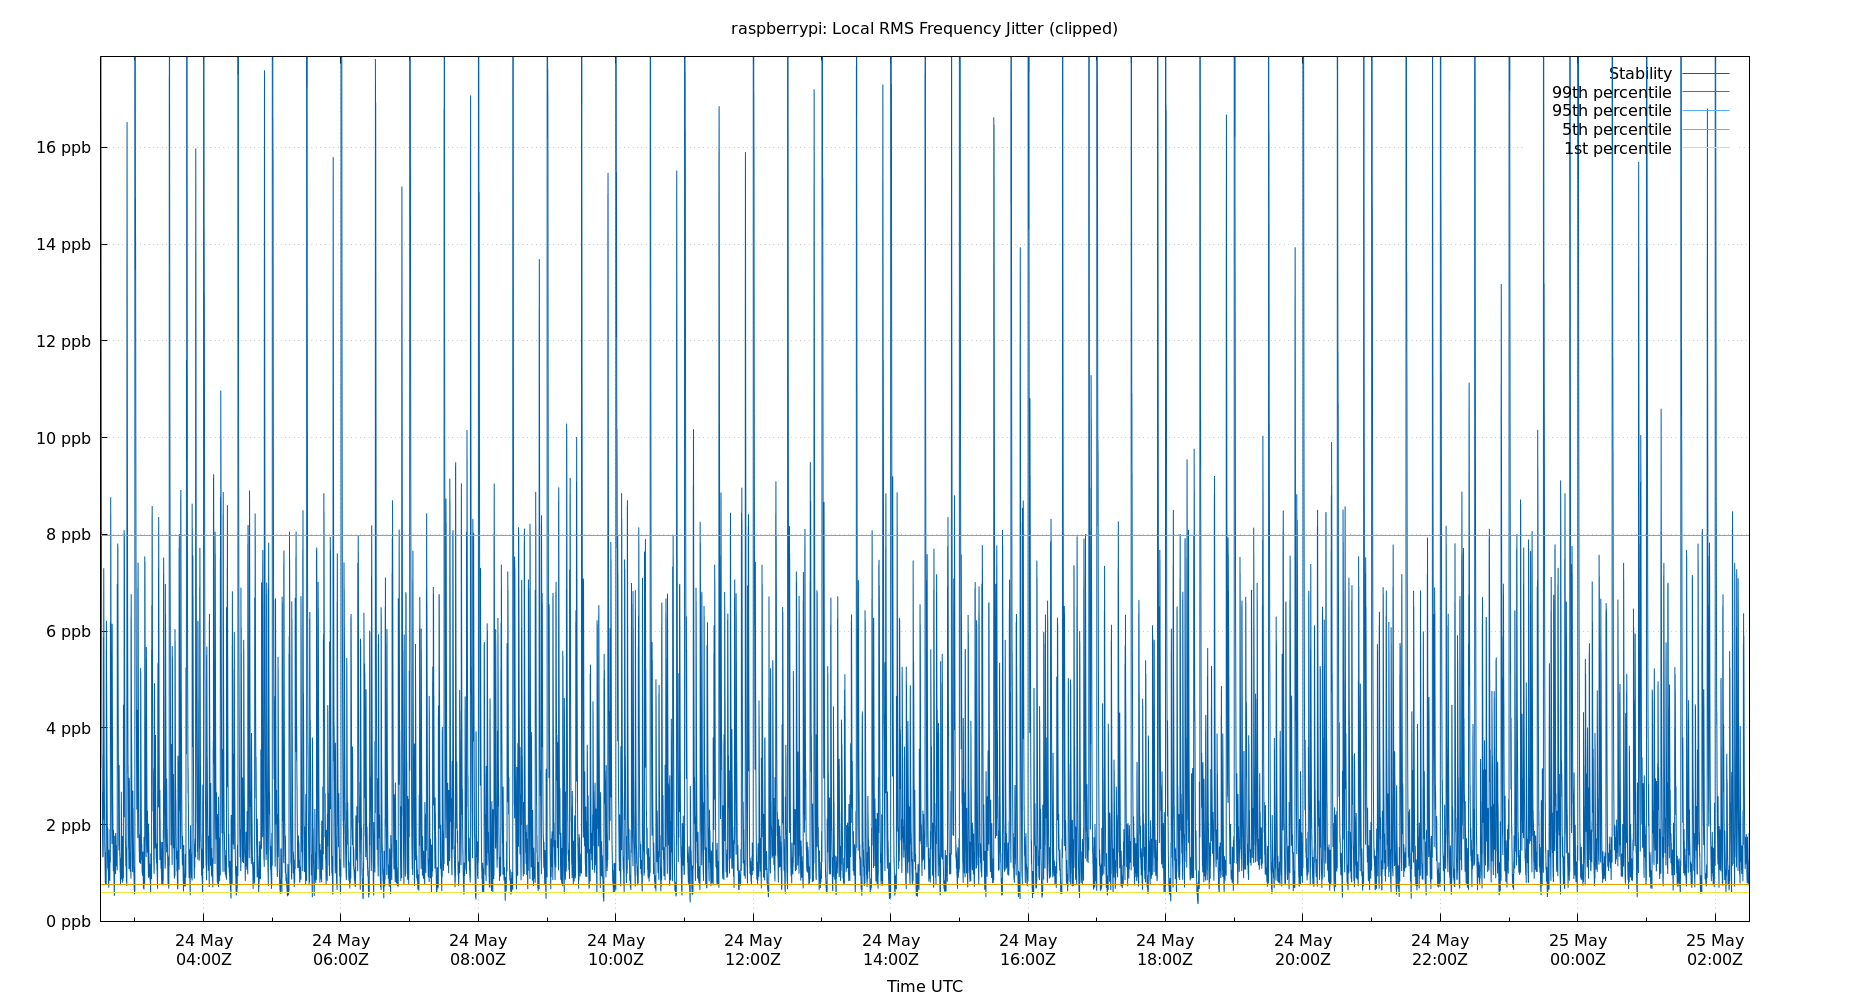 raspberrypi: Local RMS Frequency Jitter (clipped)
Stability
99th percentile
95th percentile
5th percentile
1st percentile
16 ppb
14 ppb
12 ppb
10 ppb
8 ppb
6 ppb
4 ppb
2 ppb
0 ppb
24 May 24 May 24 May 24 May 24 May 24 May 24 May 24 May 24 May 24 May 25 May 25 May
04:00Z 06:00Z 08:00Z 10:00Z 12:00Z 14:00Z 16:00Z 18:00Z 20:00Z 22:00Z 00:00Z 02:00Z
Time UTC